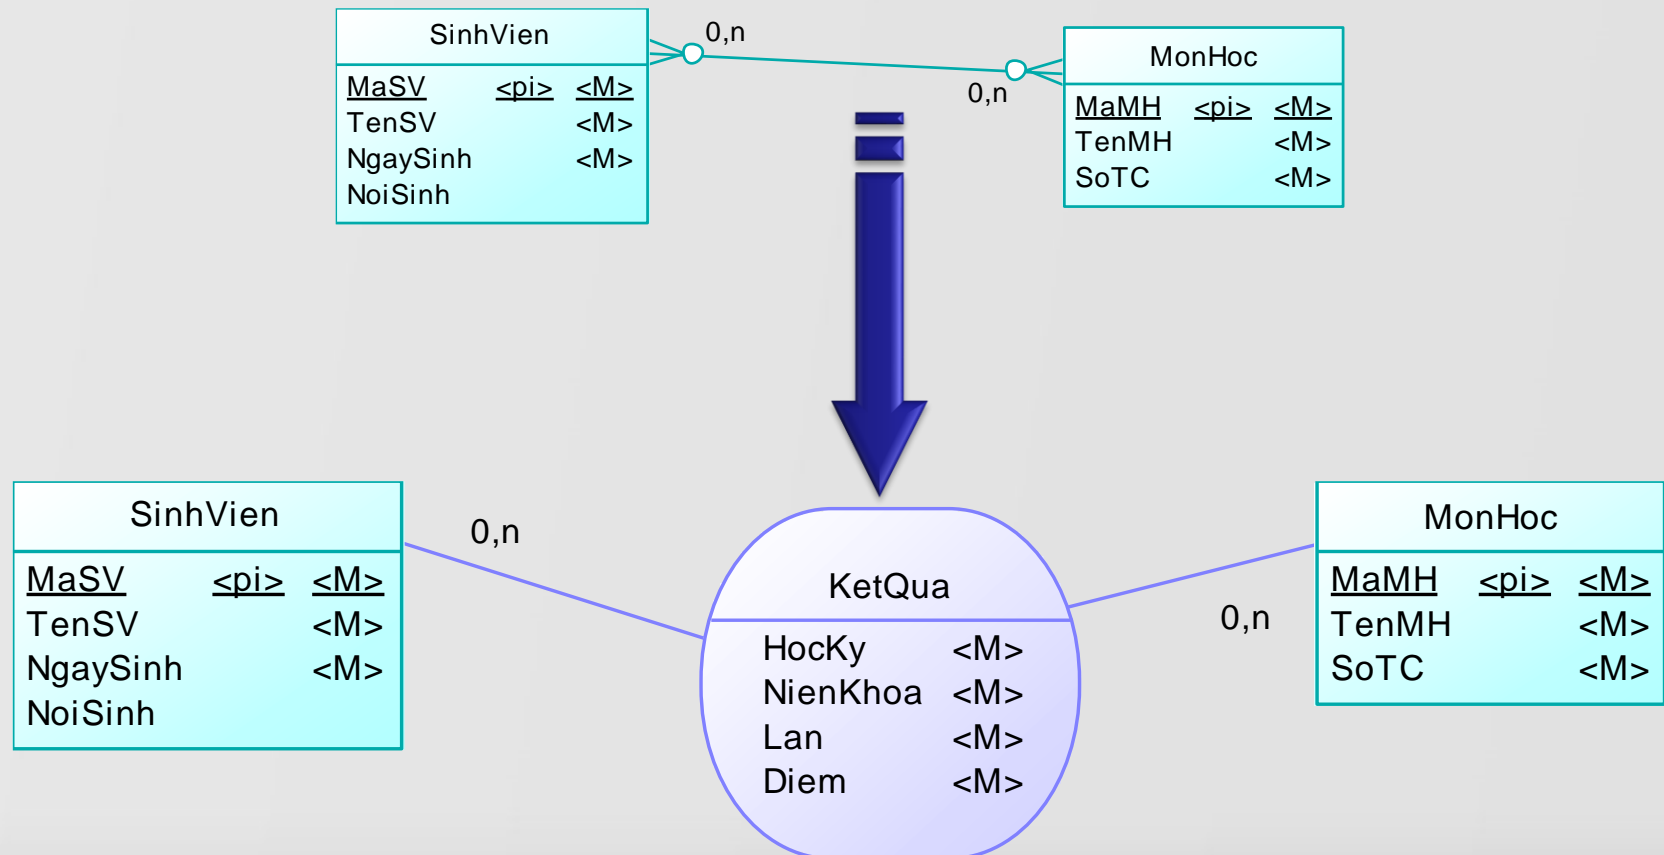 SinhVien
MaSV <pi> <M>
TenSV <M>
NgaySinh <M>
NoiSinh
0,n
0,n
MonHoc
MaMH <pi> <M>
TenMH <M>
SoTC <M>
SinhVien
MaSV <pi> <M>
TenSV <M>
NgaySinh <M>
NoiSinh
0,n
KetQua
HocKy <M>
NienKhoa <M>
Lan <M>
Diem <M>
0,n
MonHoc
MaMH <pi> <M>
TenMH <M>
SoTC <M>